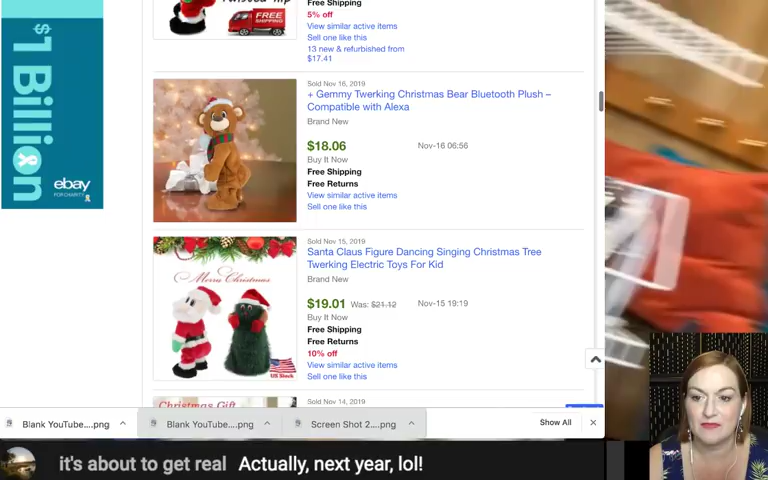 Free Shipping
FREE
SHIPPING
5% off
View similar active items
Sell one like this
13 new & refurbished from
$17.41
$1 Billion
ebay
FOR CHARITY
Sold Nov 16, 2019
+ Gemmy Twerking Christmas Bear Bluetooth Plush –
Compatible with Alexa
Brand New
$18.06 Nov-16 06:56
Buy It Now
Free Shipping
Free Returns
View similar active items
Sell one like this
Sold Nov 15, 2019
Santa Claus Figure Dancing Singing Christmas Tree
Twerking Electric Toys For Kid
Brand New
Merry Christmas
$19.01 Was: $21.12 Nov-15 19:19
Buy It Now
Free Shipping
Free Returns
10% off
US Stock
View similar active items
Sell one like this
Sold Nov 14, 2019
Christmas Gift
Blank YouTube....png
Blank YouTube....png
Screen Shot 2....png
Show All
it's about to get real Actually, next year, lol!